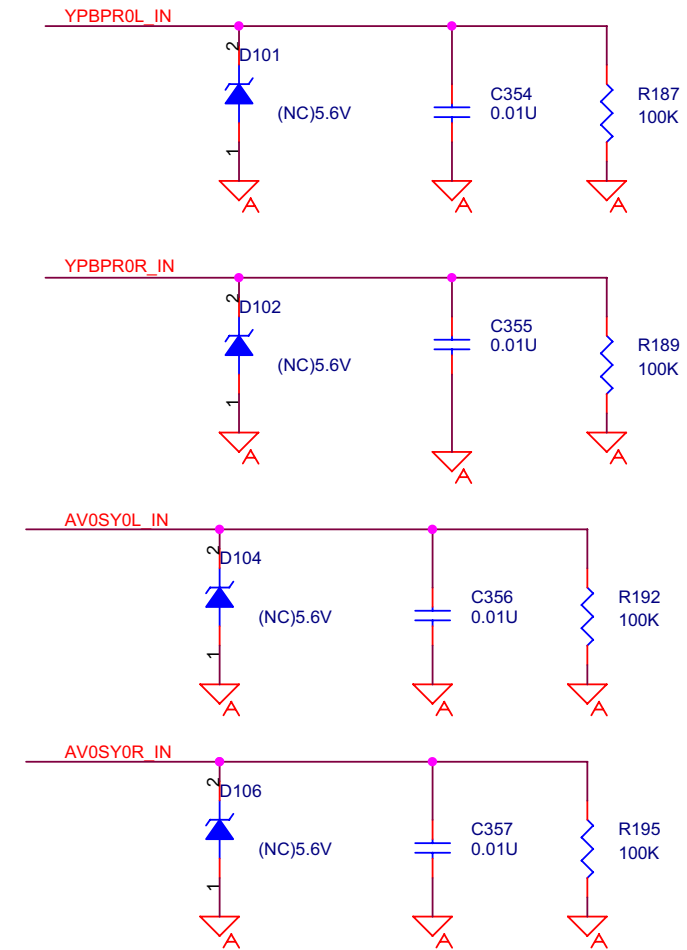 YPBPR0L_IN
2
D101
(NC)5.6V
1
A
C354
0.01U
A
R187
100K
A
YPBPR0R_IN
2
D102
(NC)5.6V
1
A
C355
0.01U
A
R189
100K
A
AV0SY0L_IN
2
D104
(NC)5.6V
1
A
C356
0.01U
A
R192
100K
A
AV0SY0R_IN
2
D106
(NC)5.6V
1
A
C357
0.01U
A
R195
100K
A